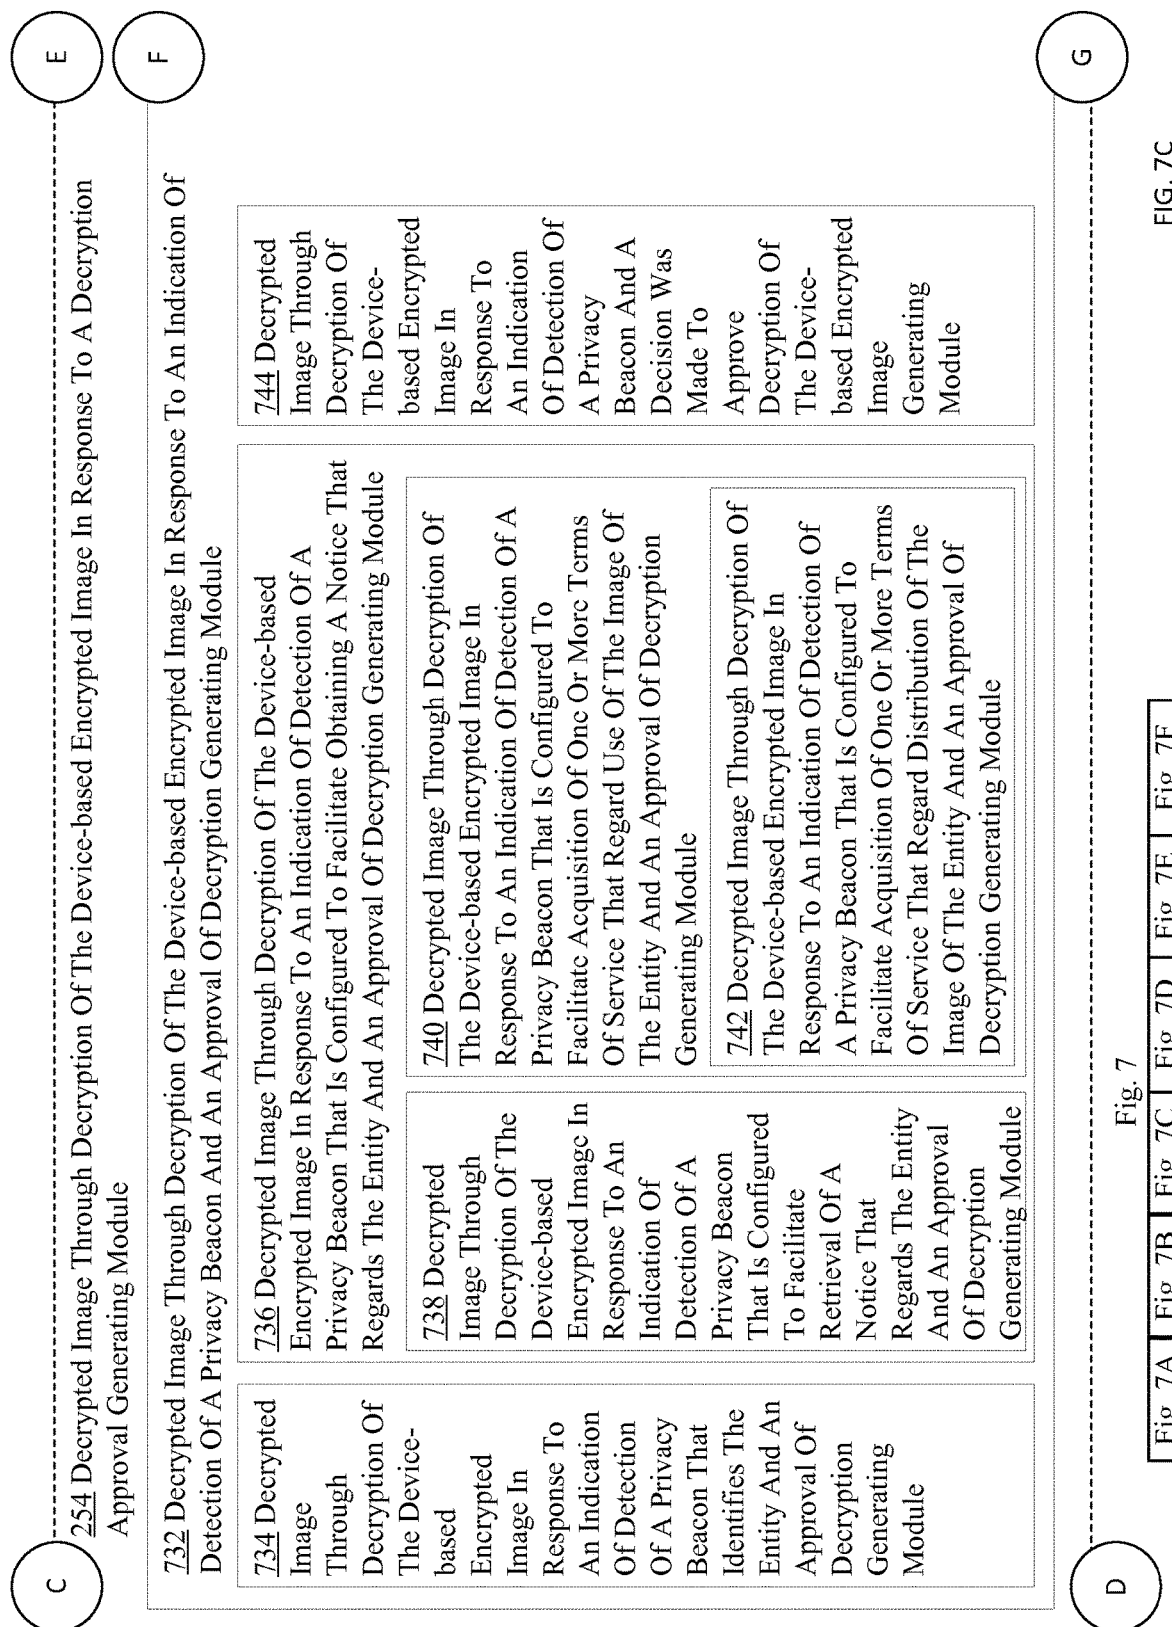 C
E
254 Decrypted Image Through Decryption Of The Device-based Encrypted Image In Response To A Decryption
Approval Generating Module
F
732 Decrypted Image Through Decryption Of The Device-based Encrypted Image In Response To An Indication Of
Detection Of A Privacy Beacon And An Approval Of Decryption Generating Module
734 Decrypted
Image
Through
Decryption Of
The Device-
based
Encrypted
Image In
Response To
An Indication
Of Detection
Of A Privacy
Beacon That
Identifies The
Entity And An
Approval Of
Decryption
Generating
Module
736 Decrypted Image Through Decryption Of The Device-based
Encrypted Image In Response To An Indication Of Detection Of A
Privacy Beacon That Is Configured To Facilitate Obtaining A Notice That
Regards The Entity And An Approval Of Decryption Generating Module
738 Decrypted
Image Through
Decryption Of The
Device-based
Encrypted Image In
Response To An
Indication Of
Detection Of A
Privacy Beacon
That Is Configured
To Facilitate
Retrieval Of A
Notice That
Regards The Entity
And An Approval
Of Decryption
Generating Module
740 Decrypted Image Through Decryption Of
The Device-based Encrypted Image In
Response To An Indication Of Detection Of A
Privacy Beacon That Is Configured To
Facilitate Acquisition Of One Or More Terms
Of Service That Regard Use Of The Image Of
The Entity And An Approval Of Decryption
Generating Module
742 Decrypted Image Through Decryption Of
The Device-based Encrypted Image In
Response To An Indication Of Detection Of
A Privacy Beacon That Is Configured To
Facilitate Acquisition Of One Or More Terms
Of Service That Regard Distribution Of The
Image Of The Entity And An Approval Of
Decryption Generating Module
744 Decrypted
Image Through
Decryption Of
The Device-
based Encrypted
Image In
Response To
An Indication
Of Detection Of
A Privacy
Beacon And A
Decision Was
Made To
Approve
Decryption Of
The Device-
based Encrypted
Image
Generating
Module
D
G
Fig. 7
Fig. 7A Fig. 7B Fig. 7C Fig. 7D Fig. 7E Fig. 7F
FIG. 7C